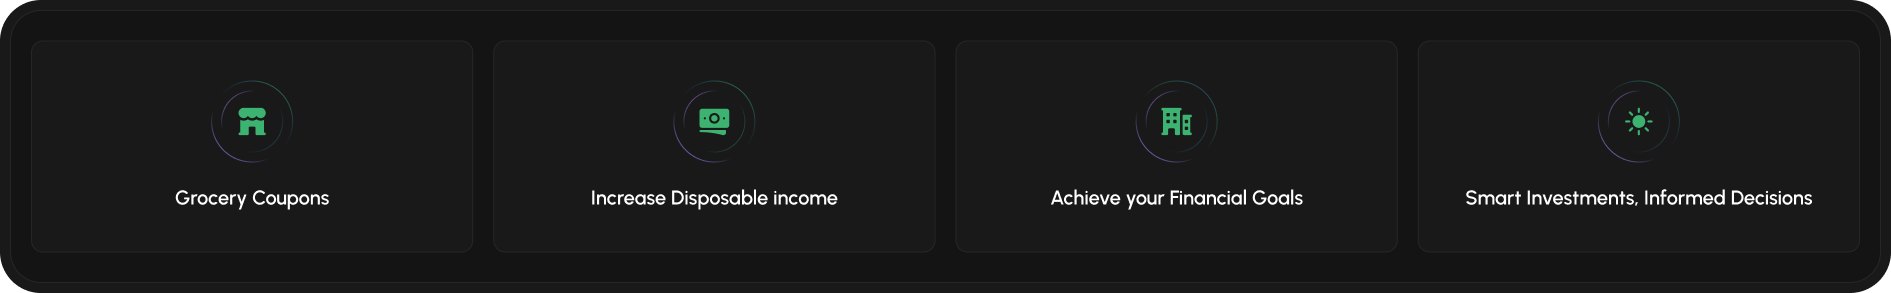 Grocery Coupons
Increase Disposable income
Achieve your Financial Goals
Smart Investments, Informed Decisions